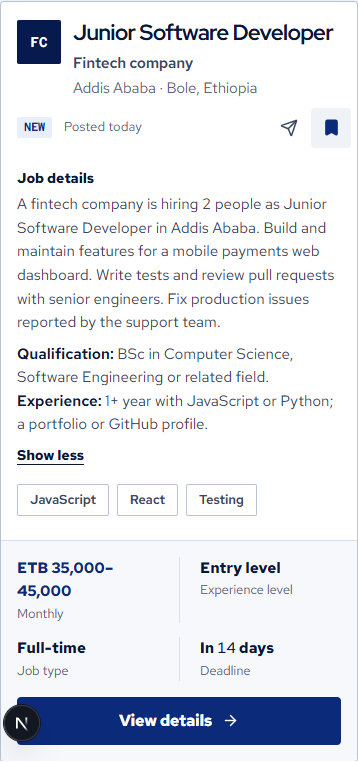 FC
Junior Software Developer
Fintech company
Addis Ababa · Bole, Ethiopia
NEW
Posted today
Job details
A fintech company is hiring 2 people as Junior
Software Developer in Addis Ababa. Build and
maintain features for a mobile payments web
dashboard. Write tests and review pull requests
with senior engineers. Fix production issues
reported by the support team.
Qualification: BSc in Computer Science,
Software Engineering or related field.
Experience: 1+ year with JavaScript or Python;
a portfolio or GitHub profile.
Show less
JavaScript
React
Testing
ETB 35,000–
45,000
Monthly
Entry level
Experience level
Full-time
Job type
In 14 days
Deadline
N
View details →